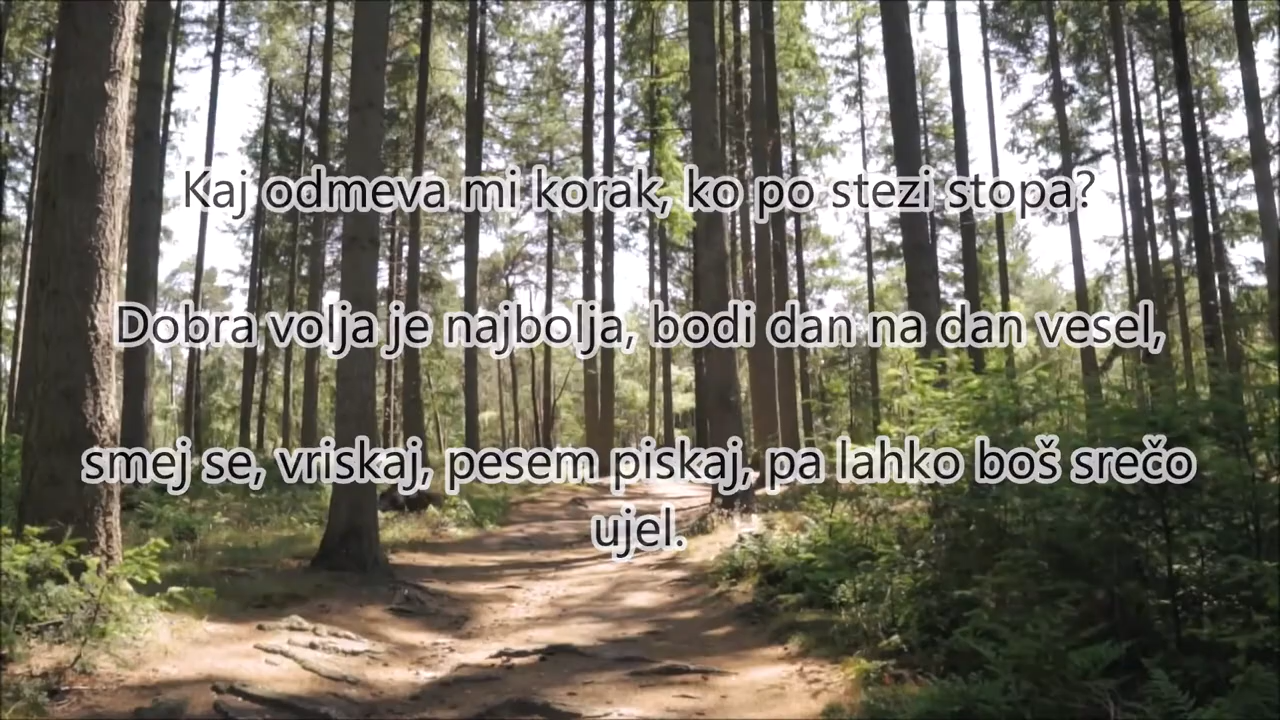 Kaj odmeva mi korak, ko po stezi stopa?
Dobra volja je najbolja, bodi dan na dan vesel,
smej se, vriskaj, pesem piskaj, pa lahko boš srečo
ujel.